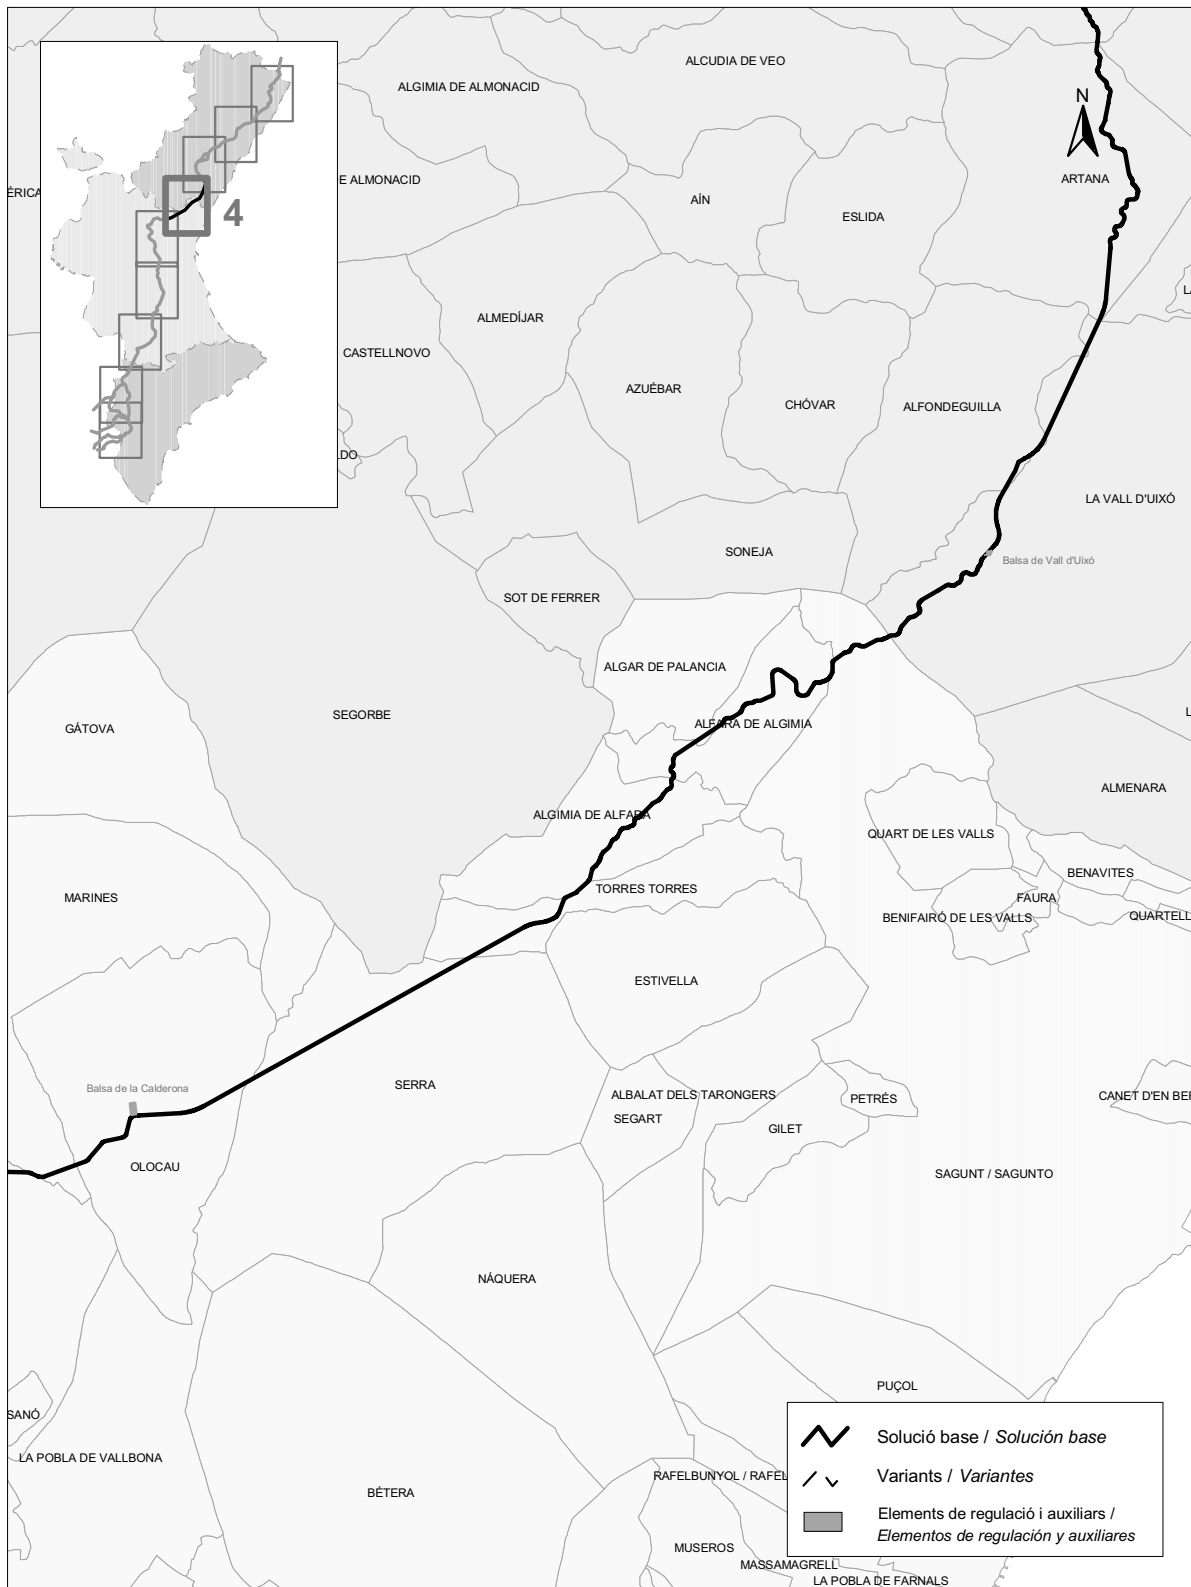 ALCUDIA DE VEO
ALGIMIA DE ALMONACID
N
E ALMONACID
ARTANA
ÉRICA
AÍN
4
ESLIDA
ALMEDÍJAR
CASTELLNOVO
AZUÉBAR
CHÓVAR
ALFONDEGUILLA
LDO
LA VALL D'UIXÓ
SONEJA
Balsa de Vall d'Uixó
SOT DE FERRER
ALGAR DE PALANCIA
SEGORBE
GÁTOVA
ALFARA DE ALGIMIA
ALMENARA
ALGIMIA DE ALFARA
QUART DE LES VALLS
BENAVITES
TORRES TORRES
MARINES
FAURA
BENIFAIRÓ DE LES VALLS
QUARTELL
ESTIVELLA
SERRA
Balsa de la Calderona
ALBALAT DELS TARONGERS
PETRÉS
CANET D'EN BER
SEGART
GILET
OLOCAU
SAGUNT / SAGUNTO
NÁQUERA
PUÇOL
SANÓ
LA POBLA DE VALLBONA
RAFELBUNYOL / RAFEL
BÉTERA
MUSEROS
MASSAMAGRELL
LA POBLA DE FARNALS
Solució base / Solución base
Variants / Variantes
Elements de regulació i auxiliars /
Elementos de regulación y auxiliares